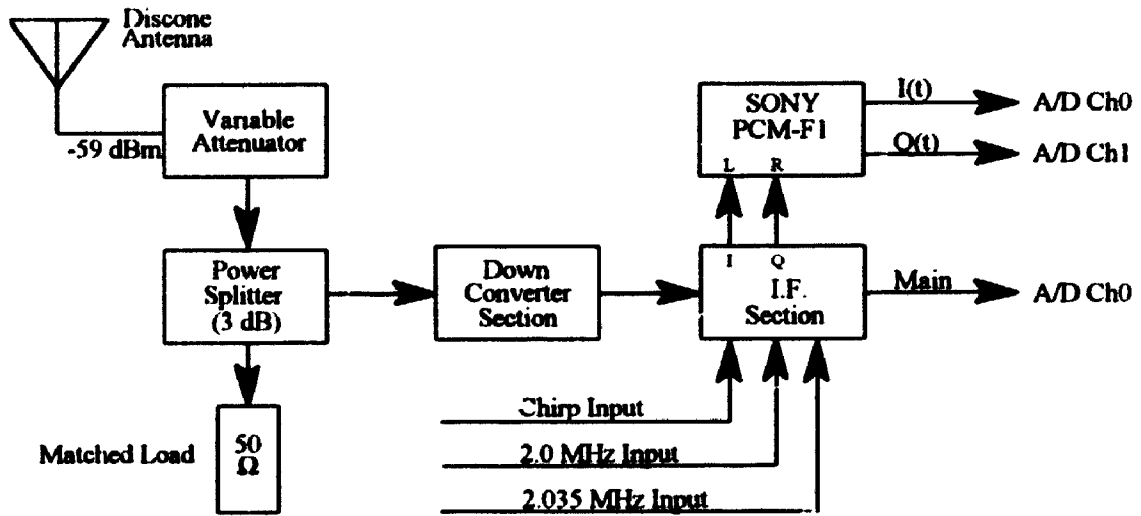 Discone
Antenna
-59 dBm
Variable
Attenuator
SONY
PCM-F1
L R
I(t)
A/D Ch0
Q(t)
A/D Ch1
Power
Splitter
(3 dB)
Down
Converter
Section
I Q
I.F.
Section
Main
A/D Ch0
Chirp Input
2.0 MHz Input
2.035 MHz Input
Matched Load
50
Ω